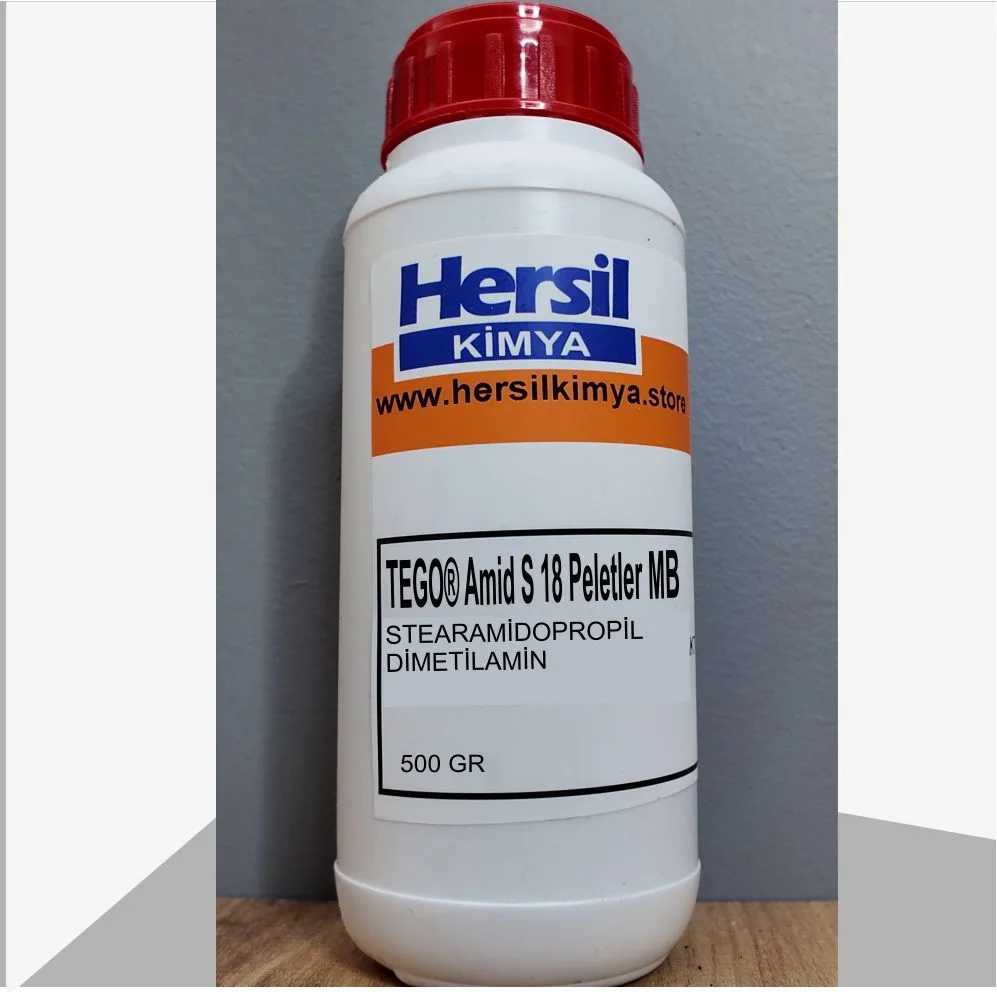 Hersil
KİMYA
www.hersilkimya.store
TEGO® Amid S 18 Peletler MB
STEARAMİDOPROPİL
DİMETİLAMİN
500 GR